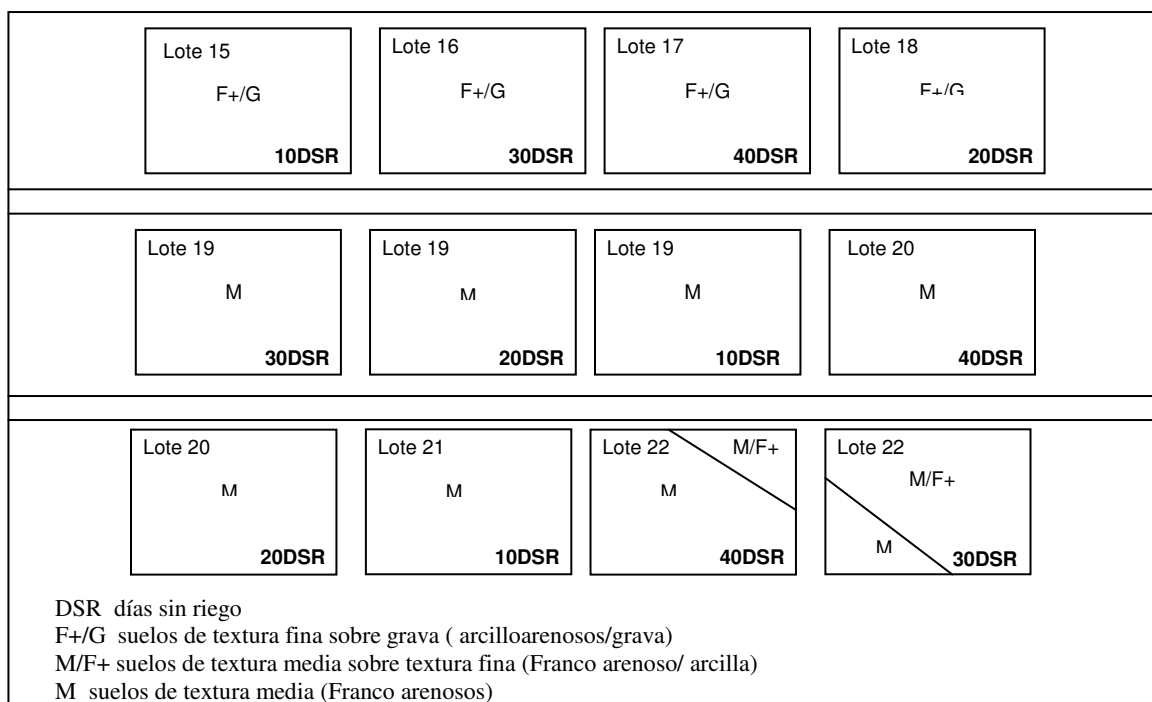 Lote 15
Lote 16
Lote 17
Lote 18
F+/G
F+/G
F+/G
F+/G
10DSR
30DSR
40DSR
20DSR
Lote 19
Lote 19
Lote 19
Lote 20
M
M
M
M
30DSR
20DSR
10DSR
40DSR
Lote 20
Lote 21
Lote 22
M/F+
Lote 22
M/F+
M
M
M
M
20DSR
10DSR
40DSR
30DSR
DSR días sin riego
F+/G suelos de textura fina sobre grava ( arcilloarenosos/grava)
M/F+ suelos de textura media sobre textura fina (Franco arenoso/ arcilla)
M suelos de textura media (Franco arenosos)